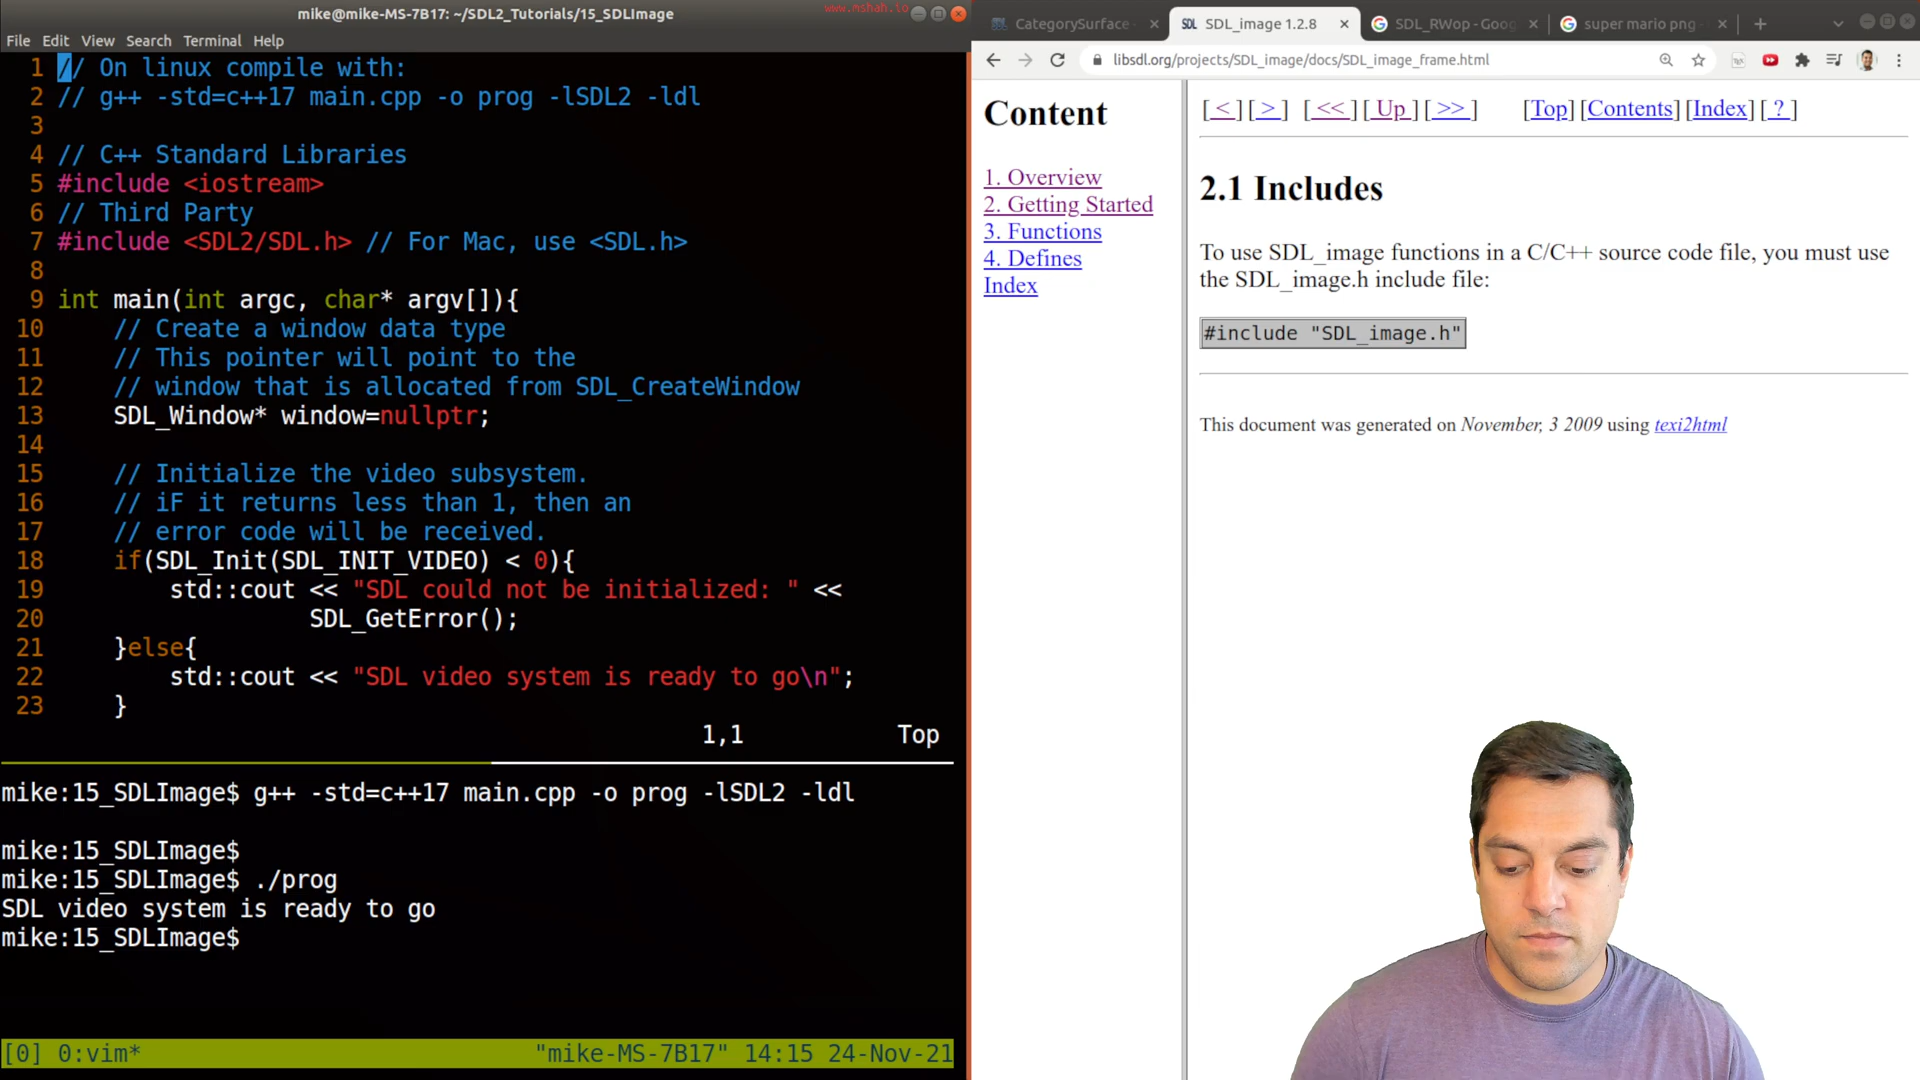 mike@mike-MS-7B17: ~/SDL2_Tutorials/15_SDLImage
www.mshah.io
File Edit View Search Terminal Help
1 // On linux compile with:
2 // g++ -std=c++17 main.cpp -o prog -lSDL2 -ldl
3
4 // C++ Standard Libraries
5 #include <iostream>
6 // Third Party
7 #include <SDL2/SDL.h> // For Mac, use <SDL.h>
8
9 int main(int argc, char* argv[]){
10 // Create a window data type
11 // This pointer will point to the
12 // window that is allocated from SDL_CreateWindow
13 SDL_Window* window=nullptr;
14
15 // Initialize the video subsystem.
16 // iF it returns less than 1, then an
17 // error code will be received.
18 if(SDL_Init(SDL_INIT_VIDEO) < 0){
19 std::cout << "SDL could not be initialized: " <<
20 SDL_GetError();
21 }else{
22 std::cout << "SDL video system is ready to go\n";
23 }
1,1 Top
mike:15_SDLImage$ g++ -std=c++17 main.cpp -o prog -lSDL2 -ldl
mike:15_SDLImage$
mike:15_SDLImage$ ./prog
SDL video system is ready to go
mike:15_SDLImage$
[0] 0:vim* "mike-MS-7B17" 14:15 24-Nov-21
CategorySurface - SDL_image 1.2.8 SDL_RWop - Goog super mario png -
libsdl.org/projects/SDL_image/docs/SDL_image_frame.html
Content
1. Overview
2. Getting Started
3. Functions
4. Defines
Index
[ < ] [ > ] [ << ] [ Up ] [ >> ] [Top] [Contents] [Index] [ ? ]
2.1 Includes
To use SDL_image functions in a C/C++ source code file, you must use
the SDL_image.h include file:
#include "SDL_image.h"
This document was generated on November, 3 2009 using texi2html